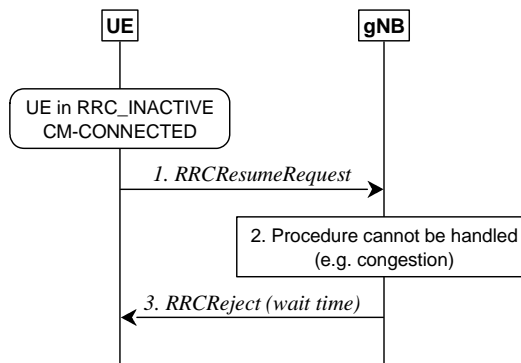 UE
gNB
UE in RRC_INACTIVE
CM-CONNECTED
1. RRCResumeRequest
2. Procedure cannot be handled
(e.g. congestion)
3. RRCReject (wait time)